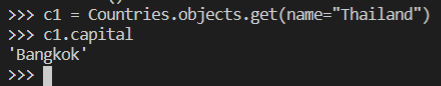 >>> c1 = Countries.objects.get(name="Thailand")
>>> c1.capital
'Bangkok'
>>>